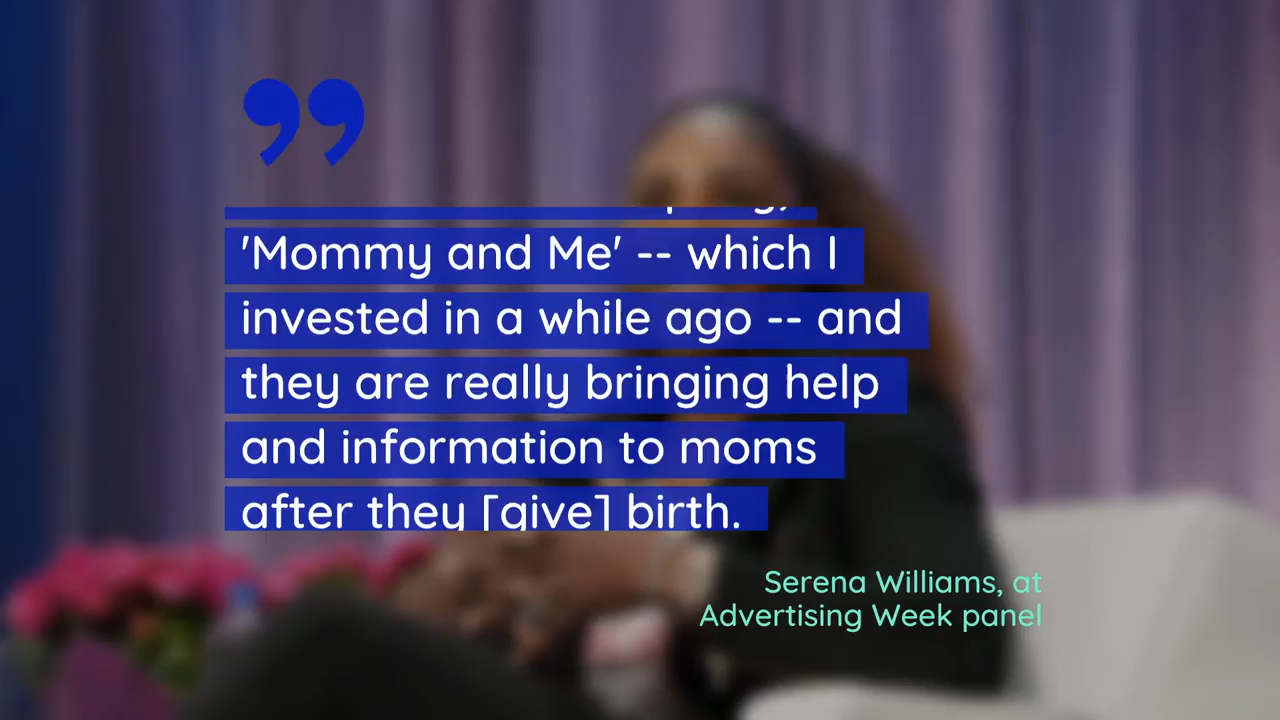 'Mommy and Me' -- which I
invested in a while ago -- and
they are really bringing help
and information to moms
after they [give] birth.
Serena Williams, at
Advertising Week panel